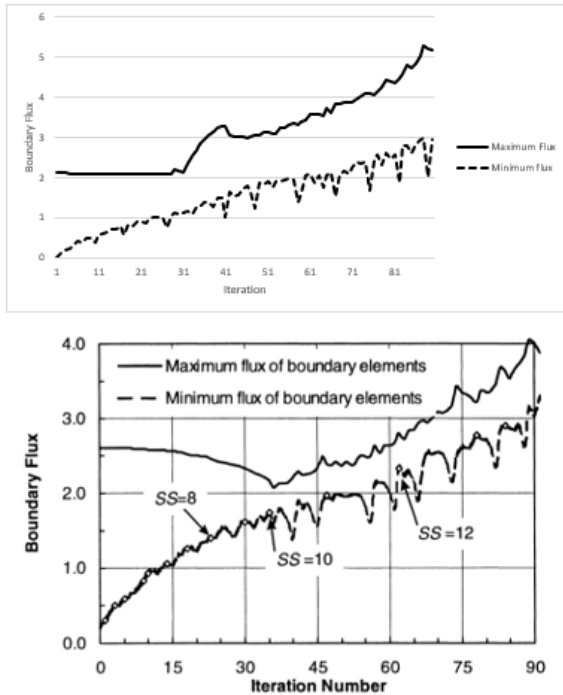 6
5
4
3
2
1
0
Boundary Flux
1 11 21 31 41 51 61 71 81
Iteration
Maximum Flux
Minimum flux
4.0
3.0
2.0
1.0
0.0
Boundary Flux
Maximum flux of boundary elements
Minimum flux of boundary elements
SS=8
SS=10
SS=12
0 15 30 45 60 75 90
Iteration Number